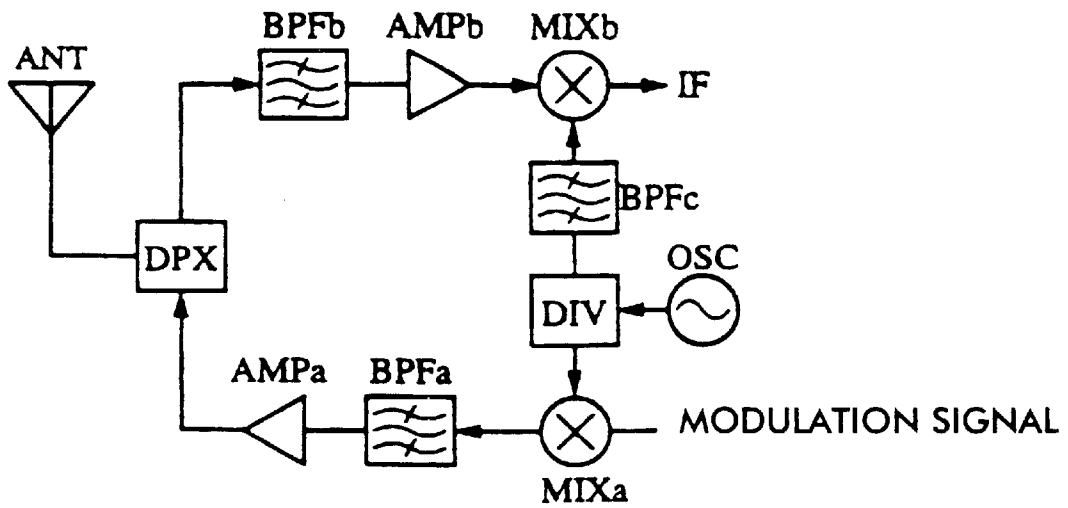 BPFb
AMPb
MIXb
ANT
IF
BPFc
DPX
OSC
DIV
AMPa
BPFa
MODULATION SIGNAL
MIXa